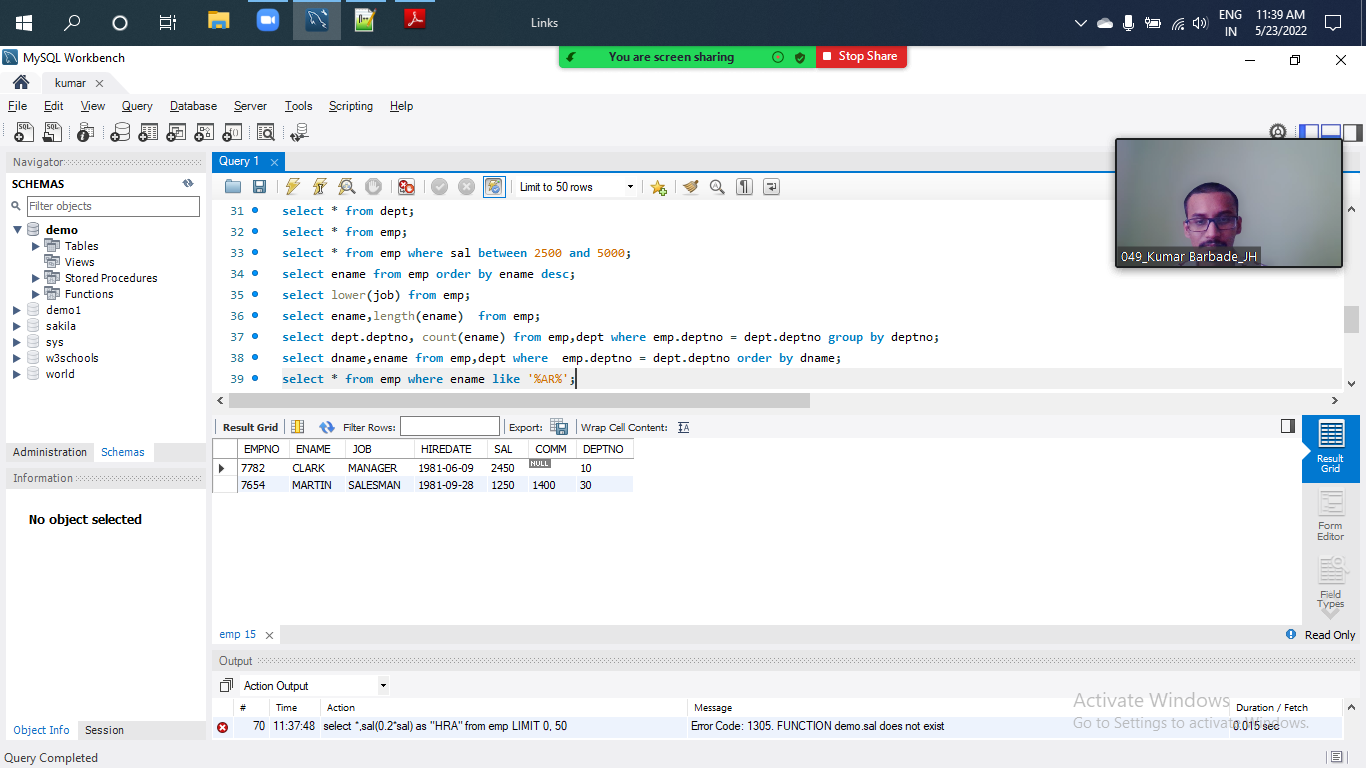 Links
ENG
IN
11:39 AM
5/23/2022
MySQL Workbench
You are screen sharing
Stop Share
kumar
File Edit View Query Database Server Tools Scripting Help
Navigator
SCHEMAS
Filter objects
demo
Tables
Views
Stored Procedures
Functions
demo1
sakila
sys
w3schools
world
Administration Schemas
Information
No object selected
Object Info Session
Query 1
Limit to 50 rows
31 select * from dept;
32 select * from emp;
33 select * from emp where sal between 2500 and 5000;
34 select ename from emp order by ename desc;
35 select lower(job) from emp;
36 select ename,length(ename)  from emp;
37 select dept.deptno, count(ename) from emp,dept where emp.deptno = dept.deptno group by deptno;
38 select dname,ename from emp,dept where  emp.deptno = dept.deptno order by dname;
39 select * from emp where ename like '%AR%';
049_Kumar Barbade_JH
Result Grid Filter Rows: Export: Wrap Cell Content:
EMPNO ENAME JOB HIREDATE SAL COMM DEPTNO
7782 CLARK MANAGER 1981-06-09 2450 NULL 10
7654 MARTIN SALESMAN 1981-09-28 1250 1400 30
Result
Grid
Form
Editor
Field
Types
emp 15
Read Only
Output
Action Output
# Time Action Message Duration / Fetch
70 11:37:48 select *,sal(0.2*sal) as "HRA" from emp LIMIT 0, 50 Error Code: 1305. FUNCTION demo.sal does not exist 0.015 sec
Activate Windows
Go to Settings to activate Windows.
Query Completed